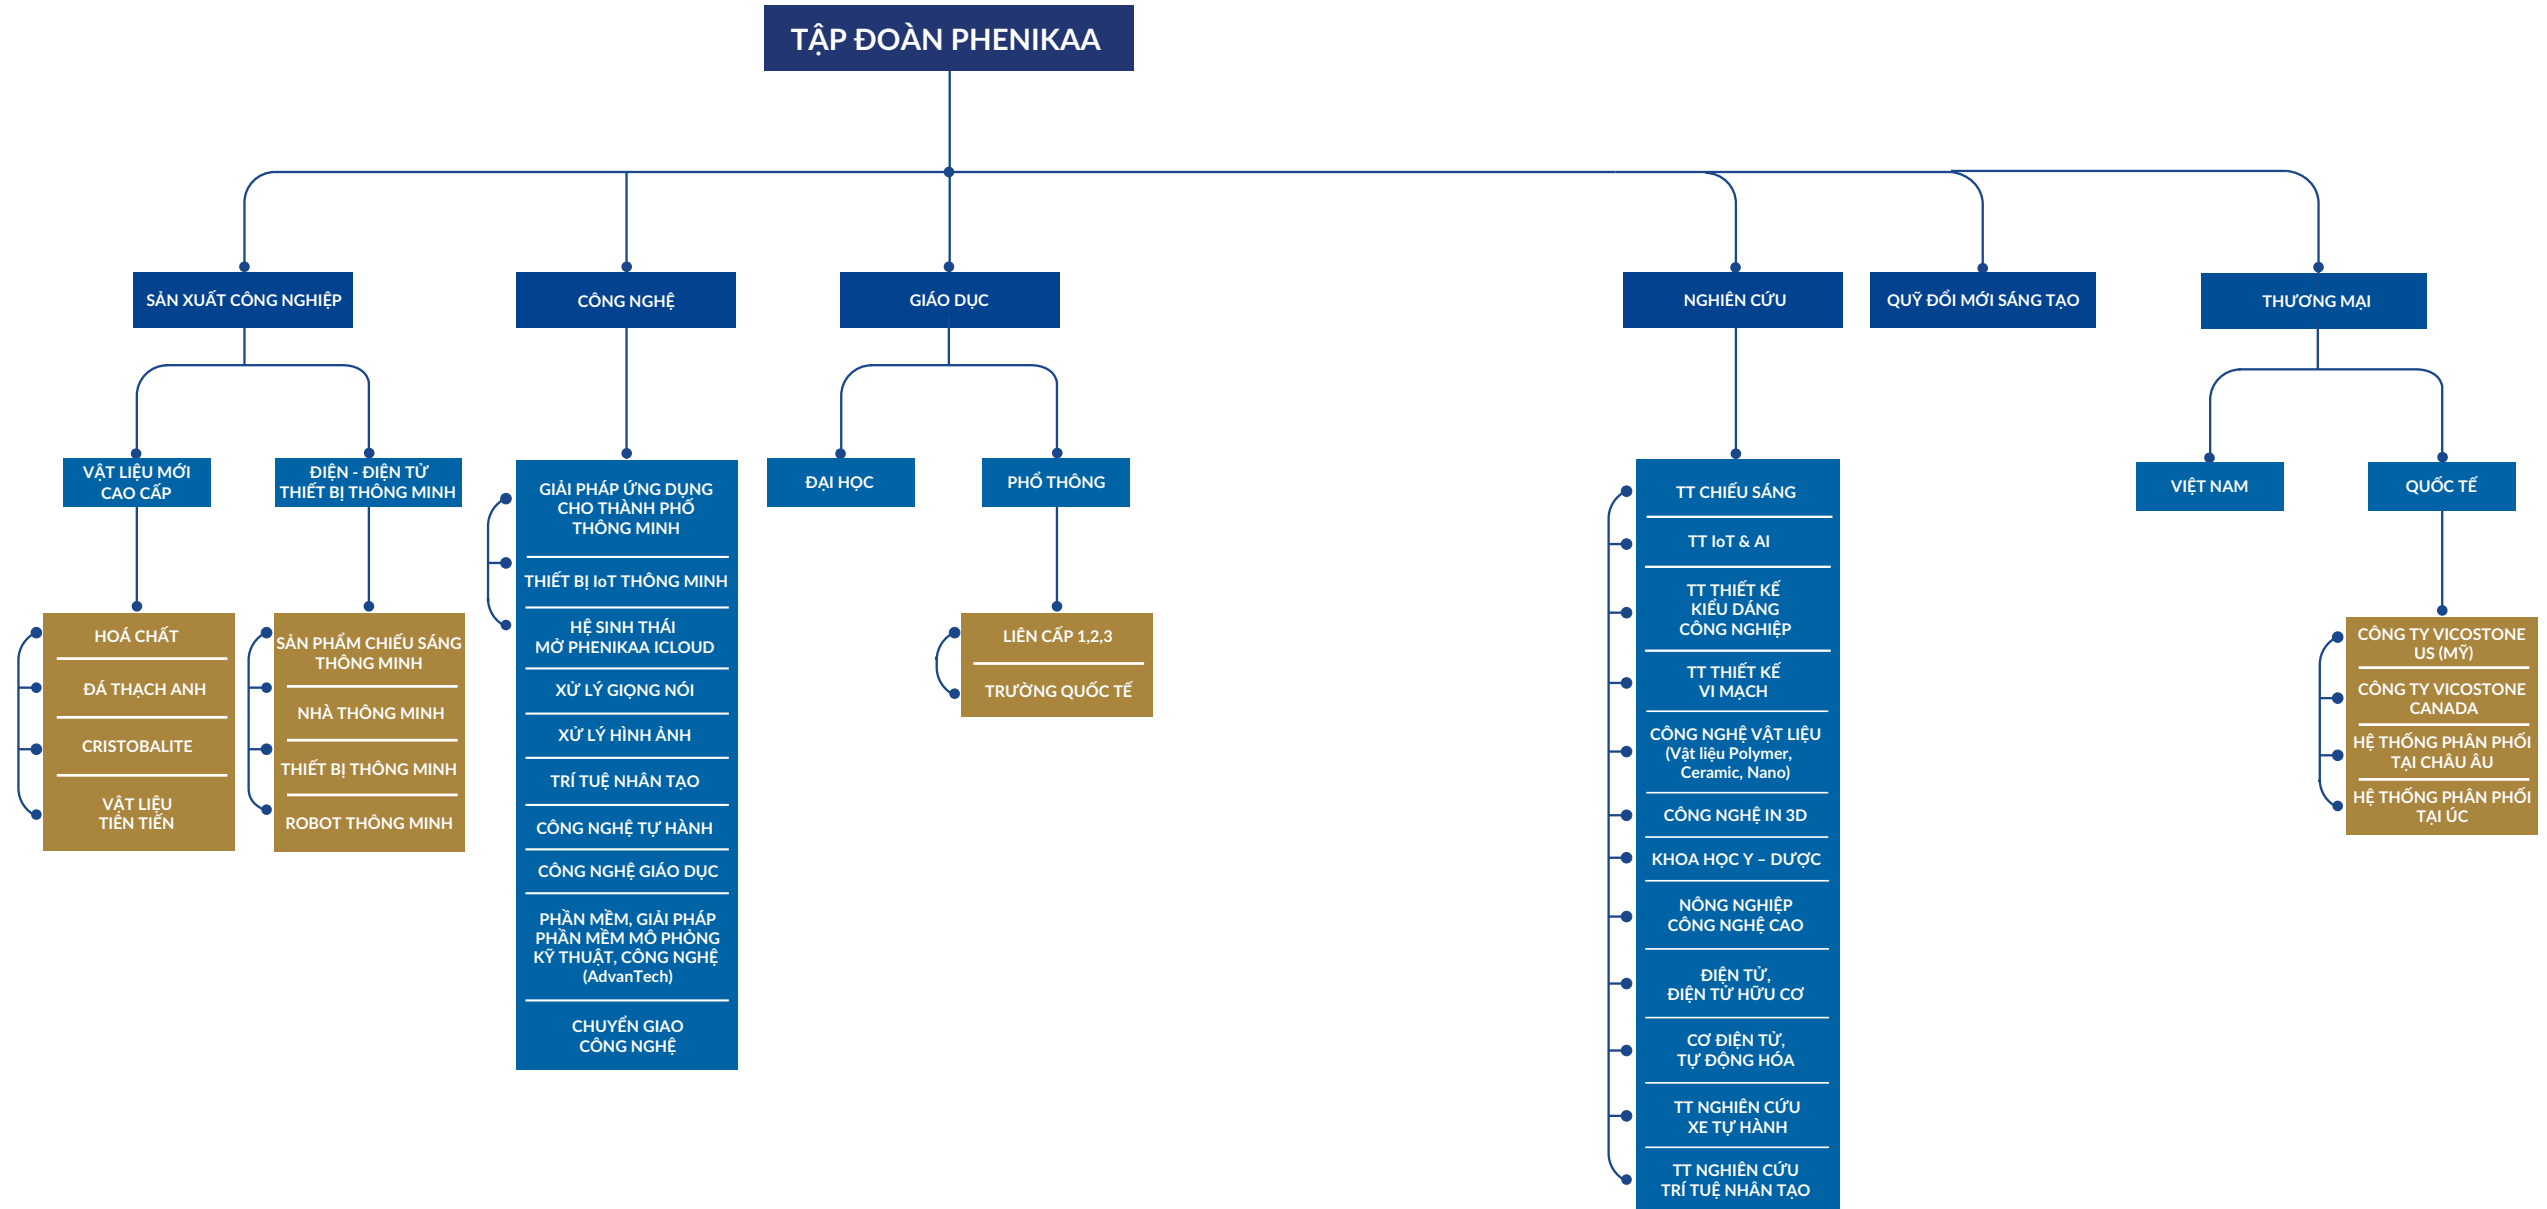 TẬP ĐOÀN PHENIKAA
SẢN XUẤT CÔNG NGHIỆP
CÔNG NGHỆ
GIÁO DỤC
NGHIÊN CỨU
QUỸ ĐỔI MỚI SÁNG TẠO
THƯƠNG MẠI
VẬT LIỆU MỚI
CAO CẤP
ĐIỆN - ĐIỆN TỬ
THIẾT BỊ THÔNG MINH
HOÁ CHẤT
ĐÁ THẠCH ANH
CRISTOBALITE
VẬT LIỆU
TIÊN TIẾN
SẢN PHẨM CHIẾU SÁNG
THÔNG MINH
NHÀ THÔNG MINH
THIẾT BỊ THÔNG MINH
ROBOT THÔNG MINH
GIẢI PHÁP ỨNG DỤNG
CHO THÀNH PHỐ
THÔNG MINH
THIẾT BỊ IoT THÔNG MINH
HỆ SINH THÁI
MỞ PHENIKAA ICLOUD
XỬ LÝ GIỌNG NÓI
XỬ LÝ HÌNH ẢNH
TRÍ TUỆ NHÂN TẠO
CÔNG NGHỆ TỰ HÀNH
CÔNG NGHỆ GIÁO DỤC
PHẦN MỀM, GIẢI PHÁP
PHẦN MỀM MÔ PHỎNG
KỸ THUẬT, CÔNG NGHỆ
(AdvanTech)
CHUYỂN GIAO
CÔNG NGHỆ
ĐẠI HỌC
PHỔ THÔNG
LIÊN CẤP 1,2,3
TRƯỜNG QUỐC TẾ
TT CHIẾU SÁNG
TT IoT & AI
TT THIẾT KẾ
KIỂU DÁNG
CÔNG NGHIỆP
TT THIẾT KẾ
VI MẠCH
CÔNG NGHỆ VẬT LIỆU
(Vật liệu Polymer,
Ceramic, Nano)
CÔNG NGHỆ IN 3D
KHOA HỌC Y – DƯỢC
NÔNG NGHIỆP
CÔNG NGHỆ CAO
ĐIỆN TỬ,
ĐIỆN TỬ HỮU CƠ
CƠ ĐIỆN TỬ,
TỰ ĐỘNG HÓA
TT NGHIÊN CỨU
XE TỰ HÀNH
TT NGHIÊN CỨU
TRÍ TUỆ NHÂN TẠO
VIỆT NAM
QUỐC TẾ
CÔNG TY VICOSTONE
US (MỸ)
CÔNG TY VICOSTONE
CANADA
HỆ THỐNG PHÂN PHỐI
TẠI CHÂU ÂU
HỆ THỐNG PHÂN PHỐI
TẠI ÚC